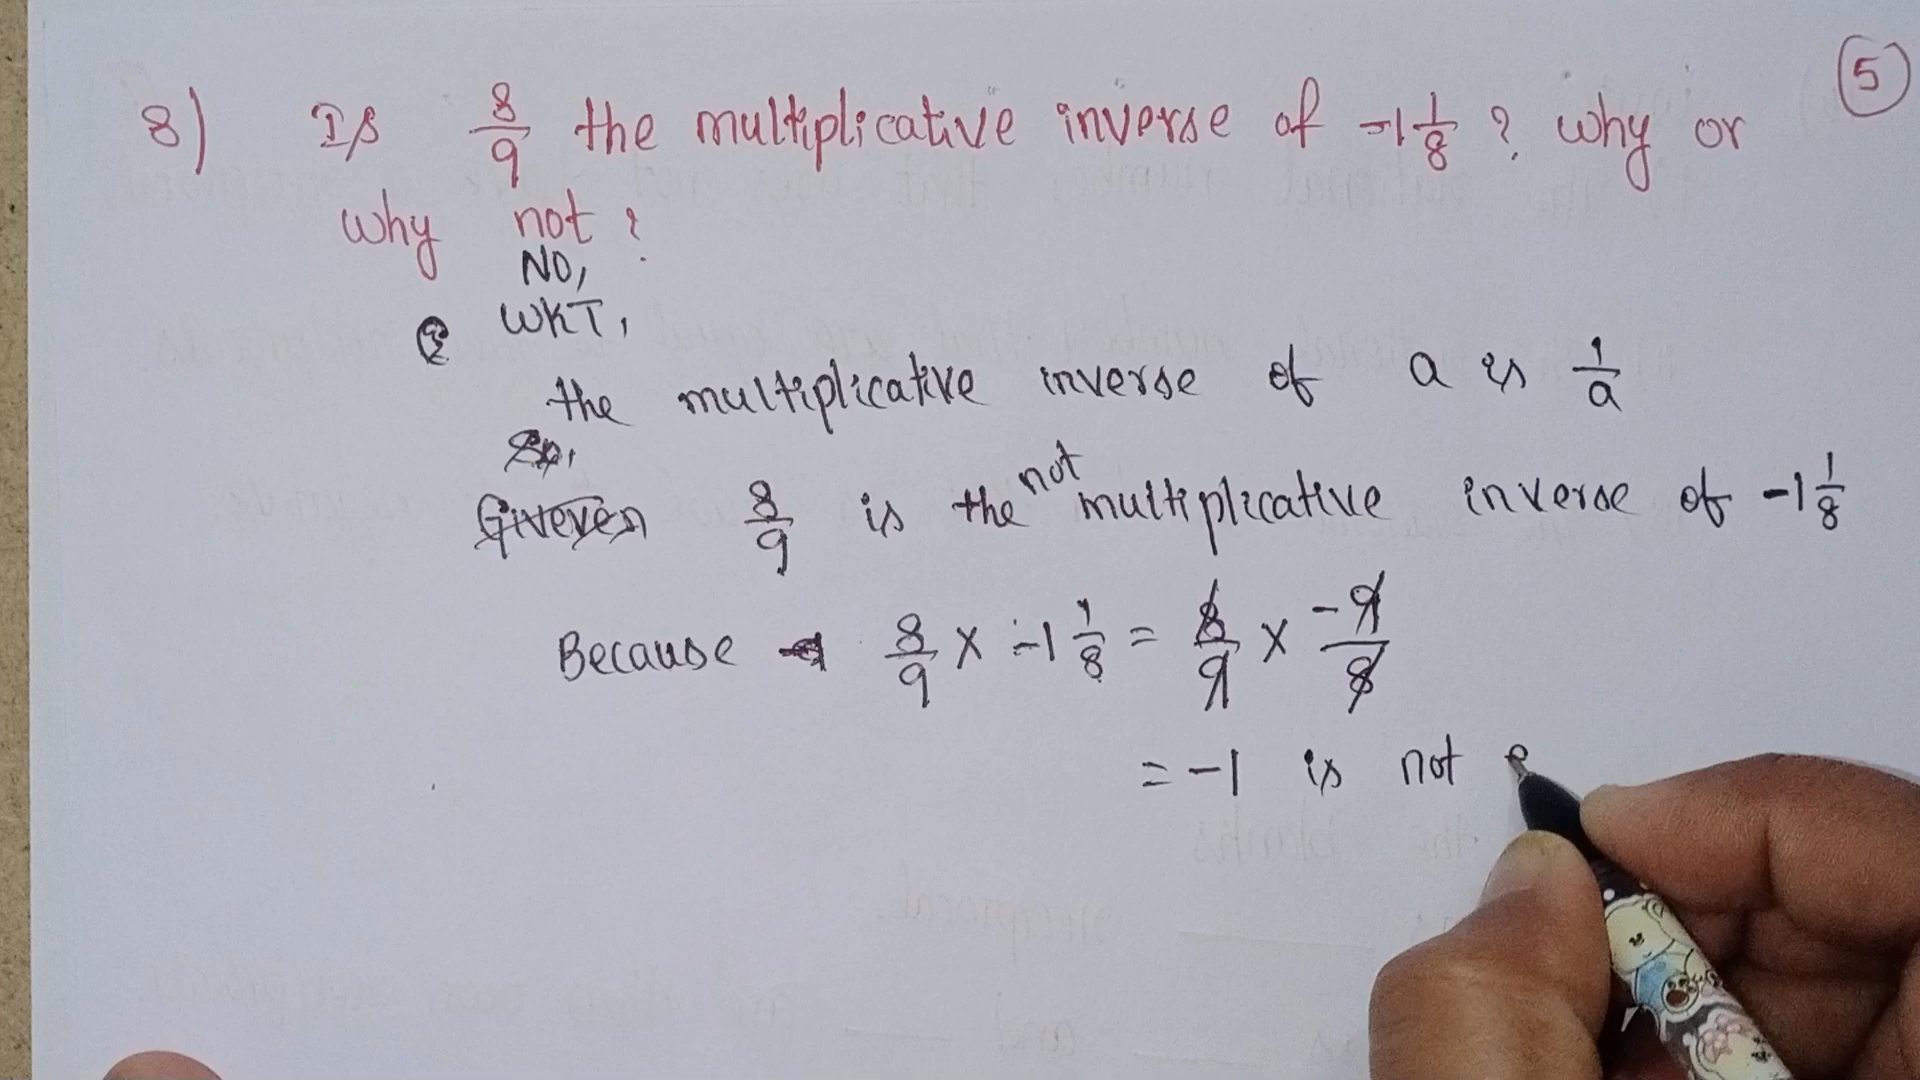 5
8) Is 8/9 the multiplicative inverse of -1 1/8 ? why or
why not ?
NO,
WKT,
the multiplicative inverse of a is 1/a
So,
Giveven 8/9 is the not multiplicative inverse of -1 1/8
Because 8/9 × -1 1/8 = 8/9 × -9/8
= -1 is not